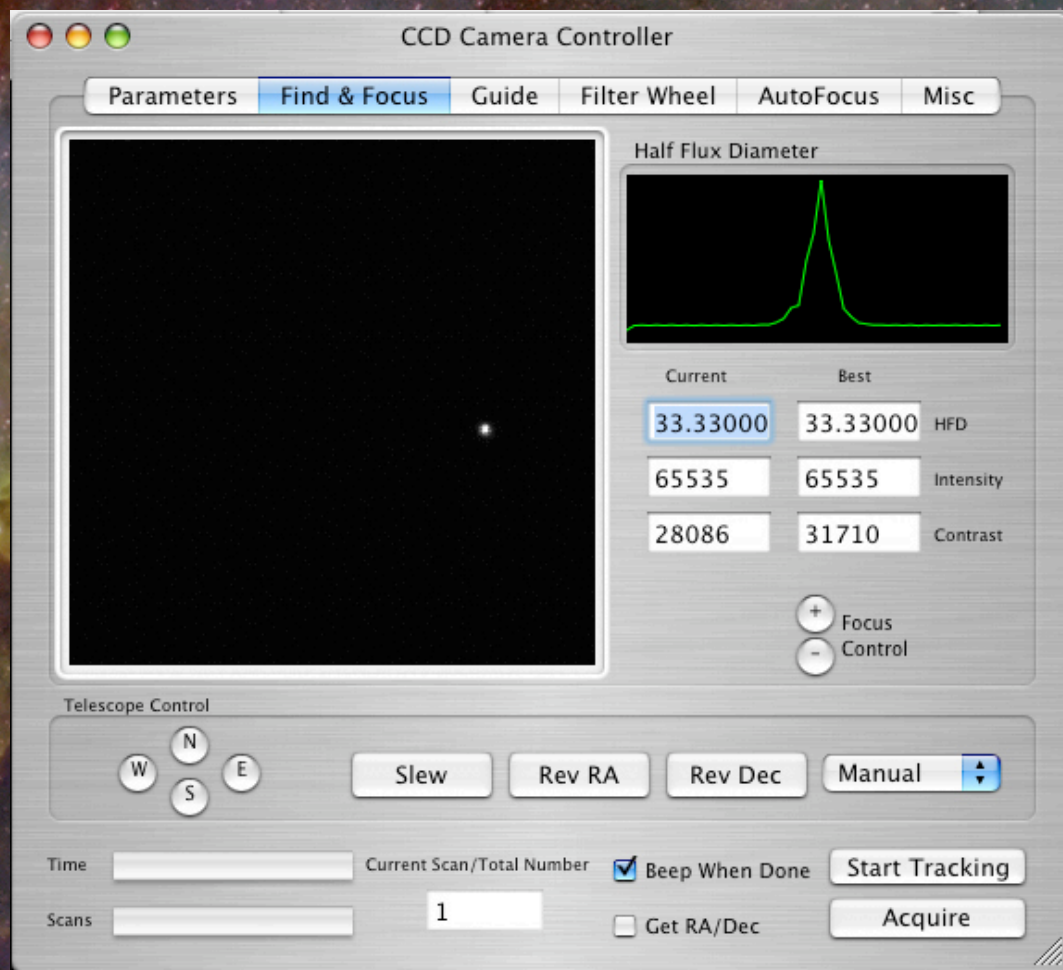 CCD Camera Controller
Parameters Find & Focus Guide Filter Wheel AutoFocus Misc
Half Flux Diameter
Current Best
33.33000 33.33000 HFD
65535 65535 Intensity
28086 31710 Contrast
+
Focus
Control
-
Telescope Control
N
W E
S
Slew Rev RA Rev Dec Manual
Time Current Scan/Total Number Beep When Done Start Tracking
Scans 1 Get RA/Dec Acquire